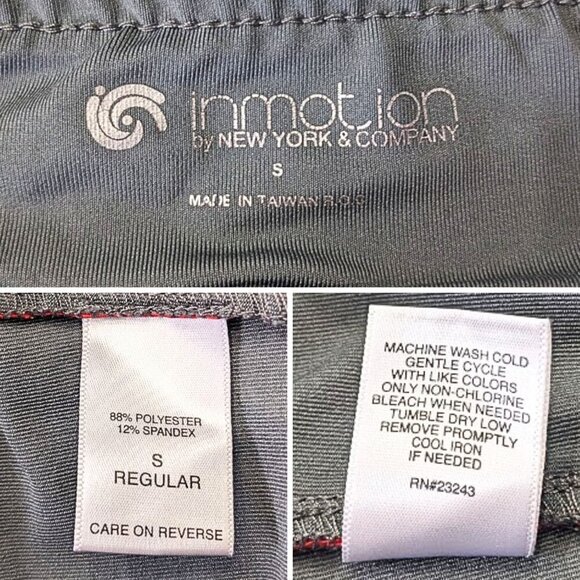 inmotion
by NEW YORK & COMPANY
S
MADE IN TAIWAN R.O.C
88% POLYESTER
12% SPANDEX
S
REGULAR
CARE ON REVERSE
MACHINE WASH COLD
GENTLE CYCLE
WITH LIKE COLORS
ONLY NON-CHLORINE
BLEACH WHEN NEEDED
TUMBLE DRY LOW
REMOVE PROMPTLY
COOL IRON
IF NEEDED
RN#23243